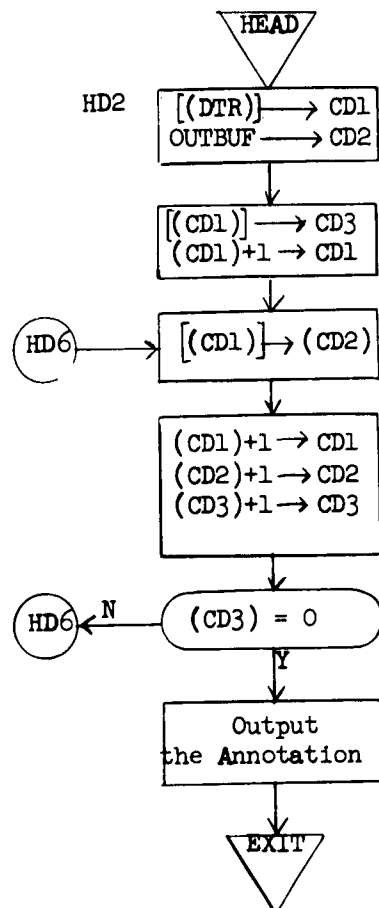 HEAD
HD2
[(DTR)] → CD1
OUTBUF → CD2
[(CD1)] → CD3
(CD1)+1 → CD1
HD6
[(CD1)] → (CD2)
(CD1)+1 → CD1
(CD2)+1 → CD2
(CD3)+1 → CD3
HD6
N
(CD3) = 0
Y
Output
the Annotation
EXIT